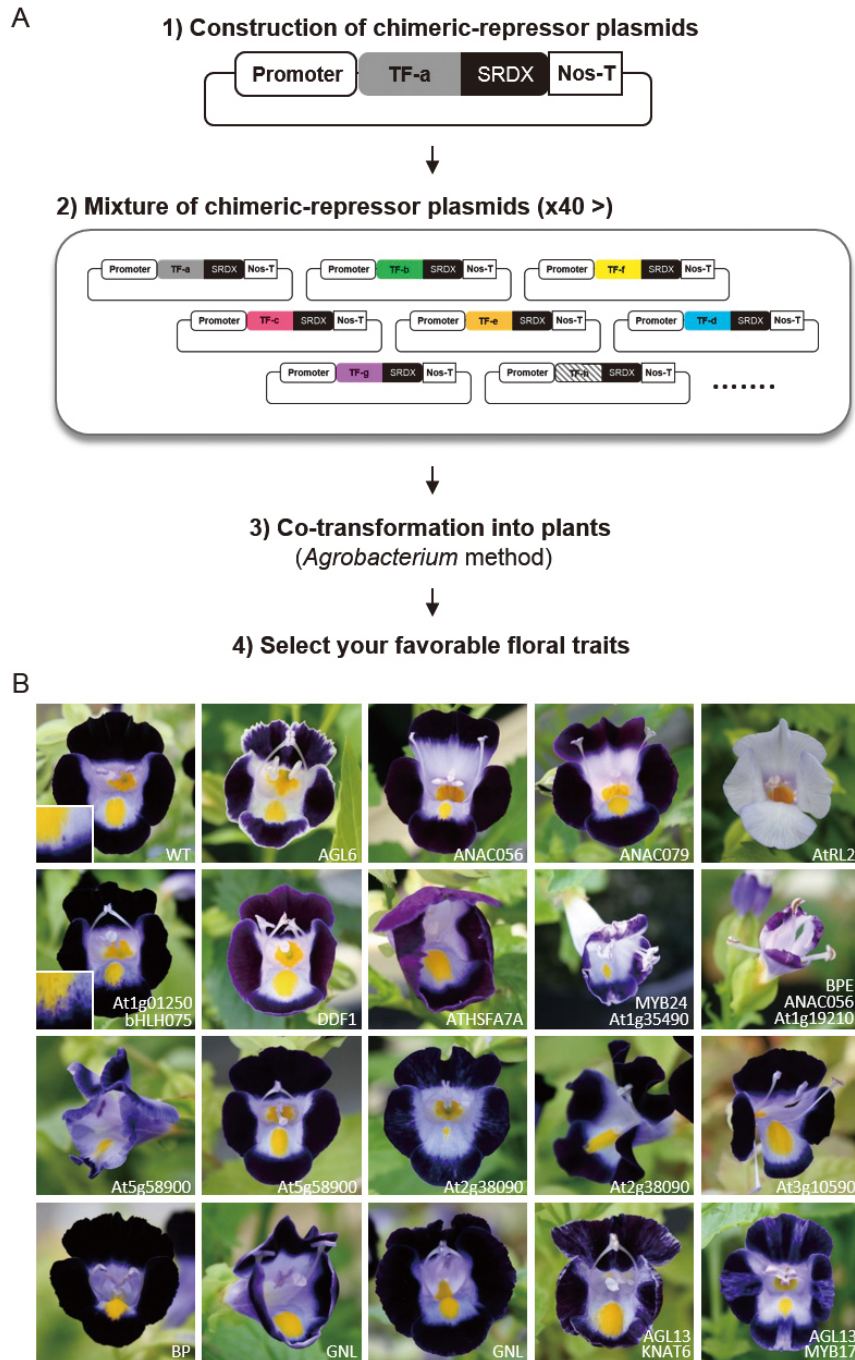 A
1) Construction of chimeric-repressor plasmids
Promoter TF-a SRDX Nos-T
2) Mixture of chimeric-repressor plasmids (x40 >)
Promoter TF-a SRDX Nos-T Promoter TF-b SRDX Nos-T Promoter TF-f SRDX Nos-T
Promoter TF-c SRDX Nos-T Promoter TF-e SRDX Nos-T Promoter TF-d SRDX Nos-T
Promoter TF-g SRDX Nos-T Promoter SRDX Nos-T .......
3) Co-transformation into plants
(Agrobacterium method)
4) Select your favorable floral traits
B
WT
AGL6
ANAC056
ANAC079
AtRL2
At1g01250
bHLH075
DDF1
ATHSFA7A
MYB24
At1g35490
BPE
ANAC056
At1g19210
At5g58900
At5g58900
At2g38090
At2g38090
At3g10590
BP
GNL
GNL
AGL13
KNAT6
AGL13
MYB17